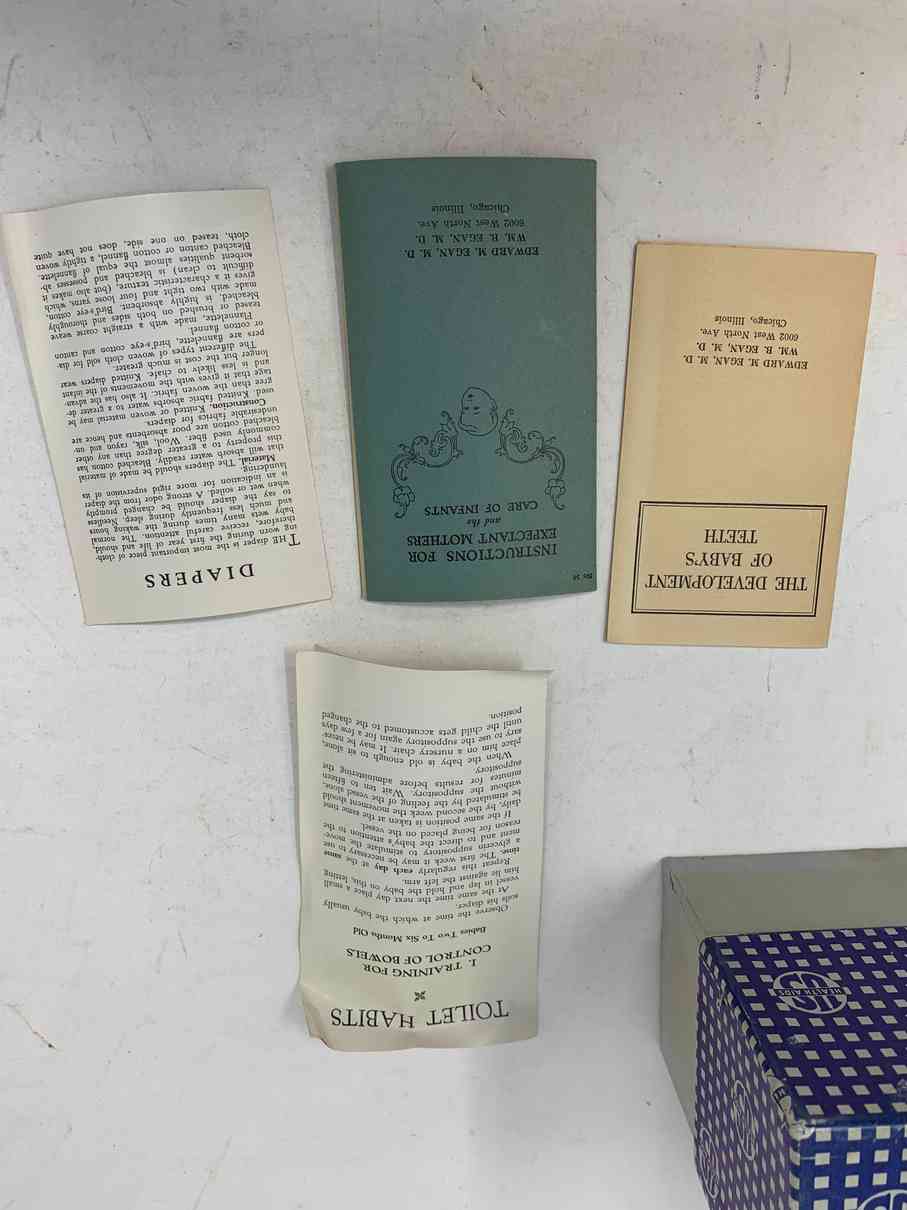 DIAPERS
THE diaper is the most important piece of cloth-
ing worn during the first year of life and should,
therefore, receive careful attention. The normal
baby wets many times during the waking hours
and much less frequently during sleep. Needless
to say the diaper should be changed promptly
when wet or soiled. A strong odor from the diaper
is an indication for more rigid supervision of its
laundering.
Material. The diapers should be made of material
that will absorb water readily. Bleached cotton has
this property to a greater degree than any other
commonly used fiber. Wool, silk, rayon and un-
bleached cotton are poor absorbents and hence are
undesirable fabrics for diapers.
Construction. Knitted or woven material may be
used. Knitted fabric absorbs water to a greater de-
gree than the woven fabric. It also has the advan-
tage that it gives with the movements of the infant
and is less likely to chafe. Knitted diapers wear
longer but the cost is much greater.
The different types of woven cloth sold for dia-
pers are flannelette, bird's-eye cotton and canton
or cotton flannel.
Flannelette, made with a straight coarse weave
teased or brushed on both sides and thoroughly
bleached, is highly absorbent. Bird's-eye cotton,
made with two tight and four loose yarns, which
gives it a characteristic texture, (but also makes it
difficult to clean) is bleached and possesses ab-
sorbent qualities almost the equal of flannelette.
Bleached canton or cotton flannel, a tightly woven
cloth, teased on one side, does not have quite
No. 16
INSTRUCTIONS FOR
EXPECTANT MOTHERS
and the
CARE OF INFANTS
EDWARD M. EGAN, M. D.
WM. B. EGAN, M. D.
6002 West North Ave.
Chicago, Illinois
THE DEVELOPMENT
OF BABY'S
TEETH
EDWARD M. EGAN, M. D.
WM. B. EGAN, M. D.
6002 West North Ave.
Chicago, Illinois
TOILET HABITS
I. TRAINING FOR
CONTROL OF BOWELS
Babies Two To Six Months Old
Observe the time at which the baby usually
soils his diaper.
At the same time the next day place a small
vessel in lap and hold the baby on this, letting
him lie against the left arm.
Repeat this regularly each day at the same
time. The first week it may be necessary to use
a glycerin suppository to stimulate the move-
ment and to direct the baby's attention to the
reason for being placed on the vessel.
If the same position is taken at the same time
daily, by the second week the movement should
be stimulated by the feeling of the vessel alone,
without the suppository. Wait ten to fifteen
minutes for results before administering the
suppository.
When the baby is old enough to sit alone,
place him on a nursery chair. It may be neces-
sary to use the suppository again for a few days
until the child gets accustomed to the changed
position.
HEALTH AIDS